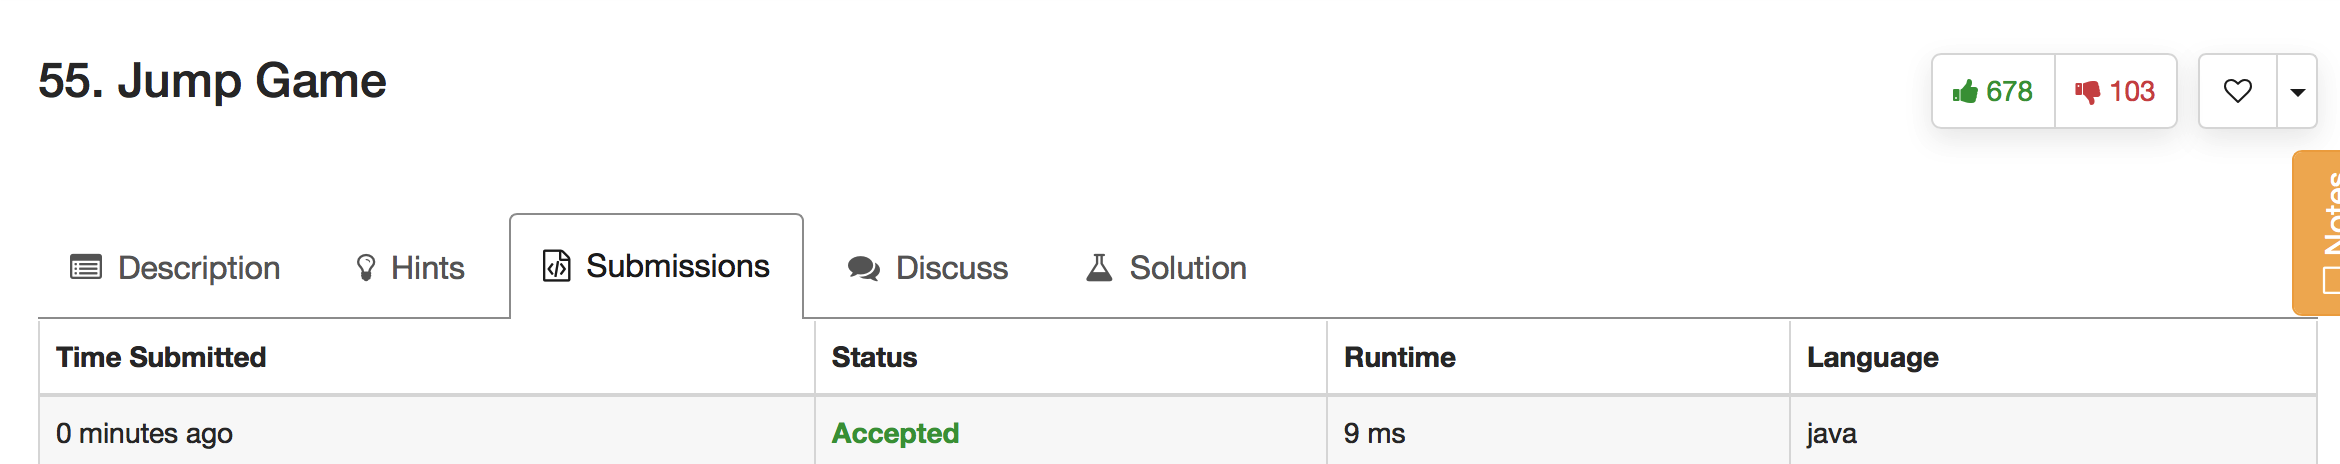 55. Jump Game
678 103
Notes
Description Hints Submissions Discuss Solution
Time Submitted Status Runtime Language
0 minutes ago Accepted 9 ms java